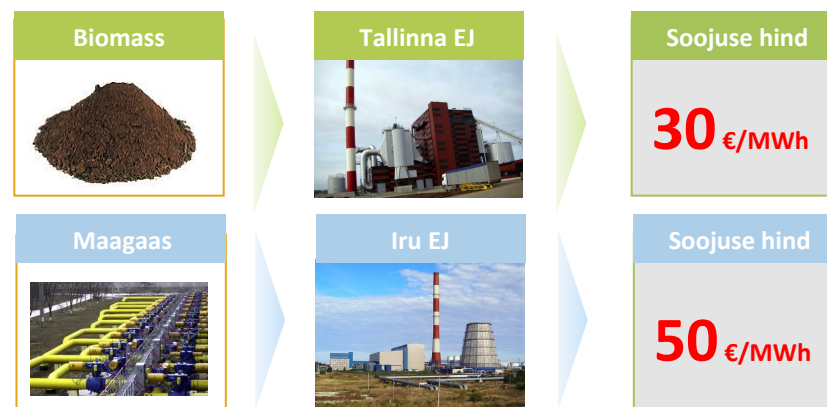 Biomass
Tallinna EJ
Soojuse hind
30 €/MWh
Maagaas
Iru EJ
Soojuse hind
50 €/MWh